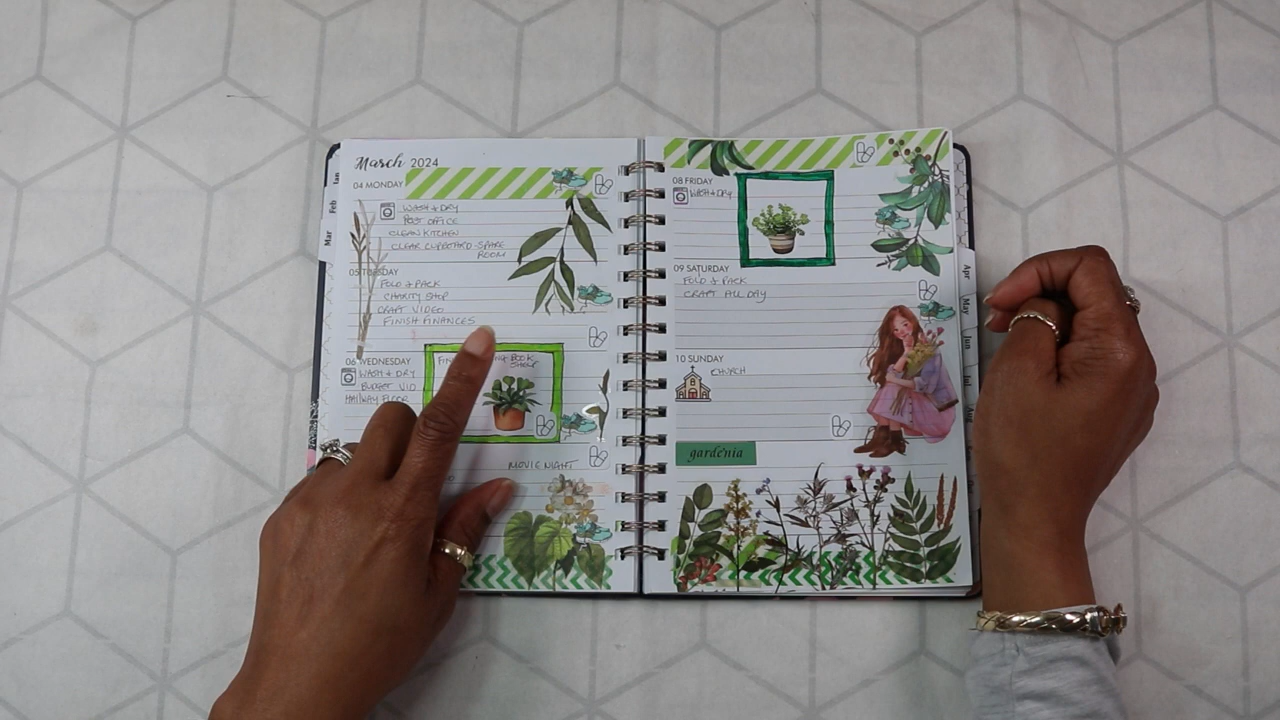 Jan
Feb
Mar
March 2024
04 MONDAY
WASH & DRY
POST OFFICE
CLEAN KITCHEN
CLEAR CUPBOARD - SPARE
ROOM
05 TUESDAY
FOLD & PACK
CHARITY SHOP
CRAFT VIDEO
FINISH FINANCES
06 WEDNESDAY
WASH & DRY
BUDGET VID
HALLWAY FLOOR
BOOK
MOVIE NIGHT
08 FRIDAY
WASH & DRY
09 SATURDAY
FOLD & PACK
CRAFT ALL DAY
10 SUNDAY
CHURCH
gardenia
Apr
May
Jun
Jul